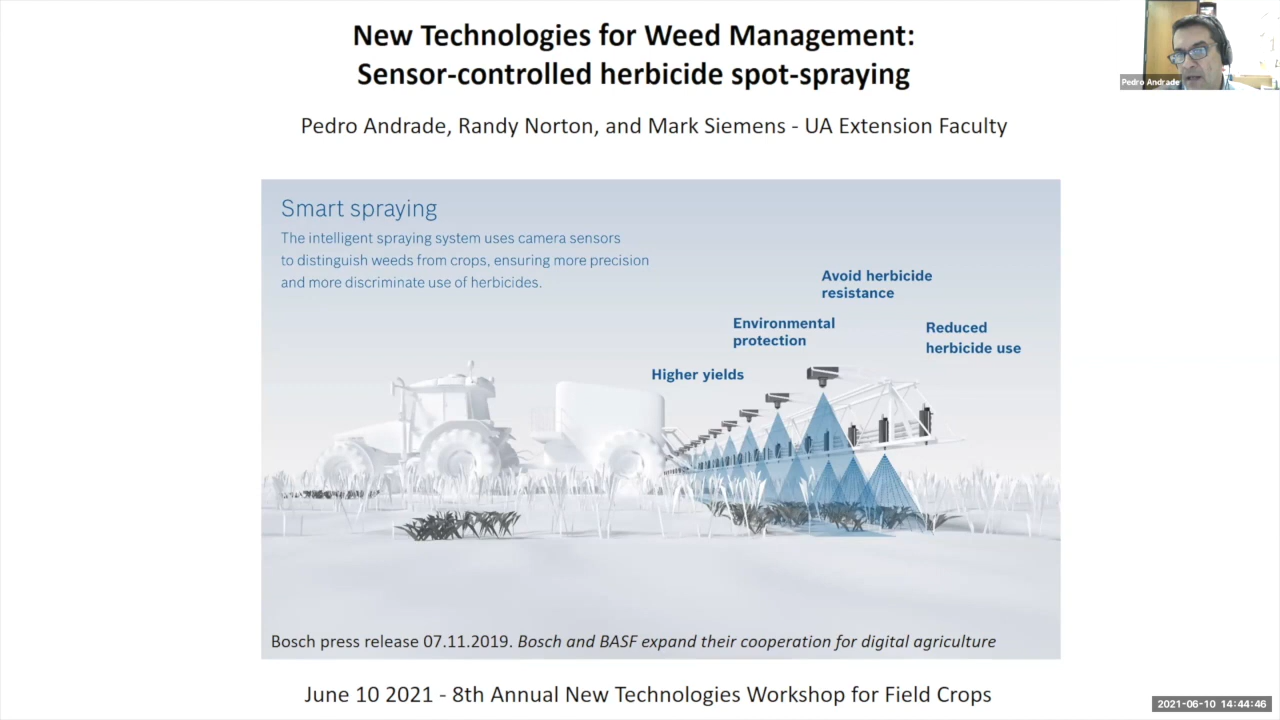 New Technologies for Weed Management:
Sensor-controlled herbicide spot-spraying
Pedro Andrade
Pedro Andrade, Randy Norton, and Mark Siemens - UA Extension Faculty
Smart spraying
The intelligent spraying system uses camera sensors
to distinguish weeds from crops, ensuring more precision
and more discriminate use of herbicides.
Avoid herbicide
resistance
Environmental
protection
Reduced
herbicide use
Higher yields
Bosch press release 07.11.2019. Bosch and BASF expand their cooperation for digital agriculture
June 10 2021 - 8th Annual New Technologies Workshop for Field Crops
2021-06-10 14:44:46